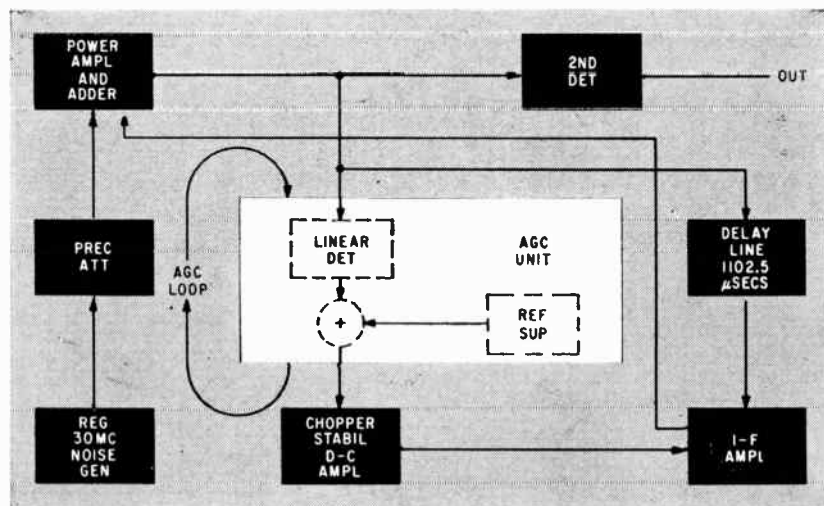 POWER
AMPL
AND
ADDER
2ND
DET
OUT
PREC
ATT
AGC
LOOP
LINEAR
DET
AGC
UNIT
+
REF
SUP
DELAY
LINE
1102.5
μSECS
REG
30MC
NOISE
GEN
CHOPPER
STABIL
D-C
AMPL
I-F
AMPL